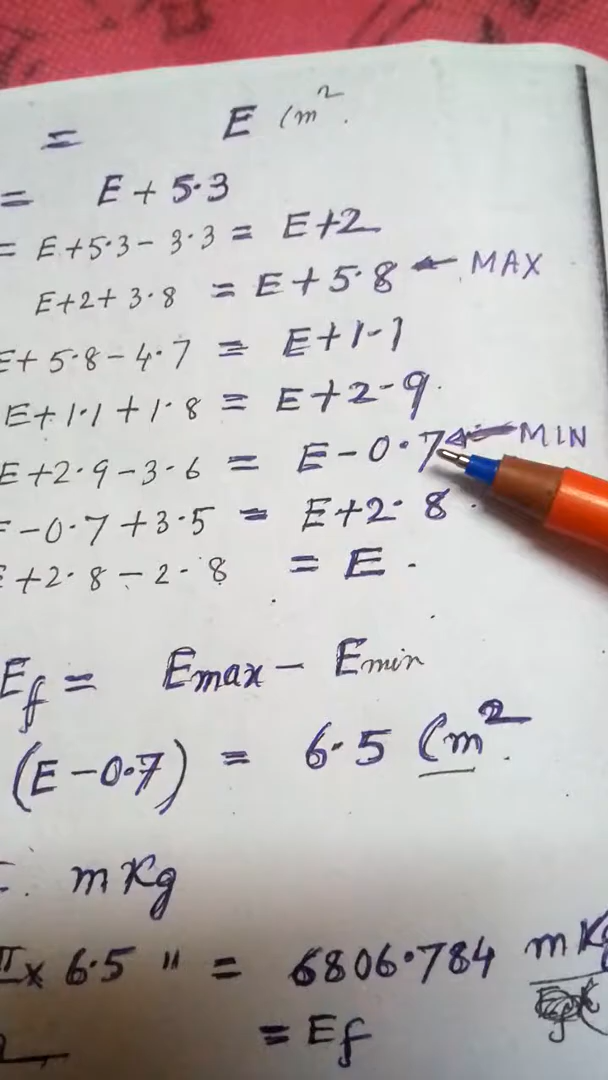 = E Cm².
= E + 5.3
= E+5.3 - 3.3 = E+2
E+2+3.8 = E+5.8 ← MAX
E+5.8-4.7 = E+1.1
E+1.1+1.8 = E+2.9.
E+2.9-3.6 = E-0.7 ← MIN
E-0.7+3.5 = E+2.8.
E+2.8-2.8 = E.
Ef = Emax - Emin
(E-0.7) = 6.5 Cm².
mKg
II x 6.5 " = 6806.784 mKg
= Ef